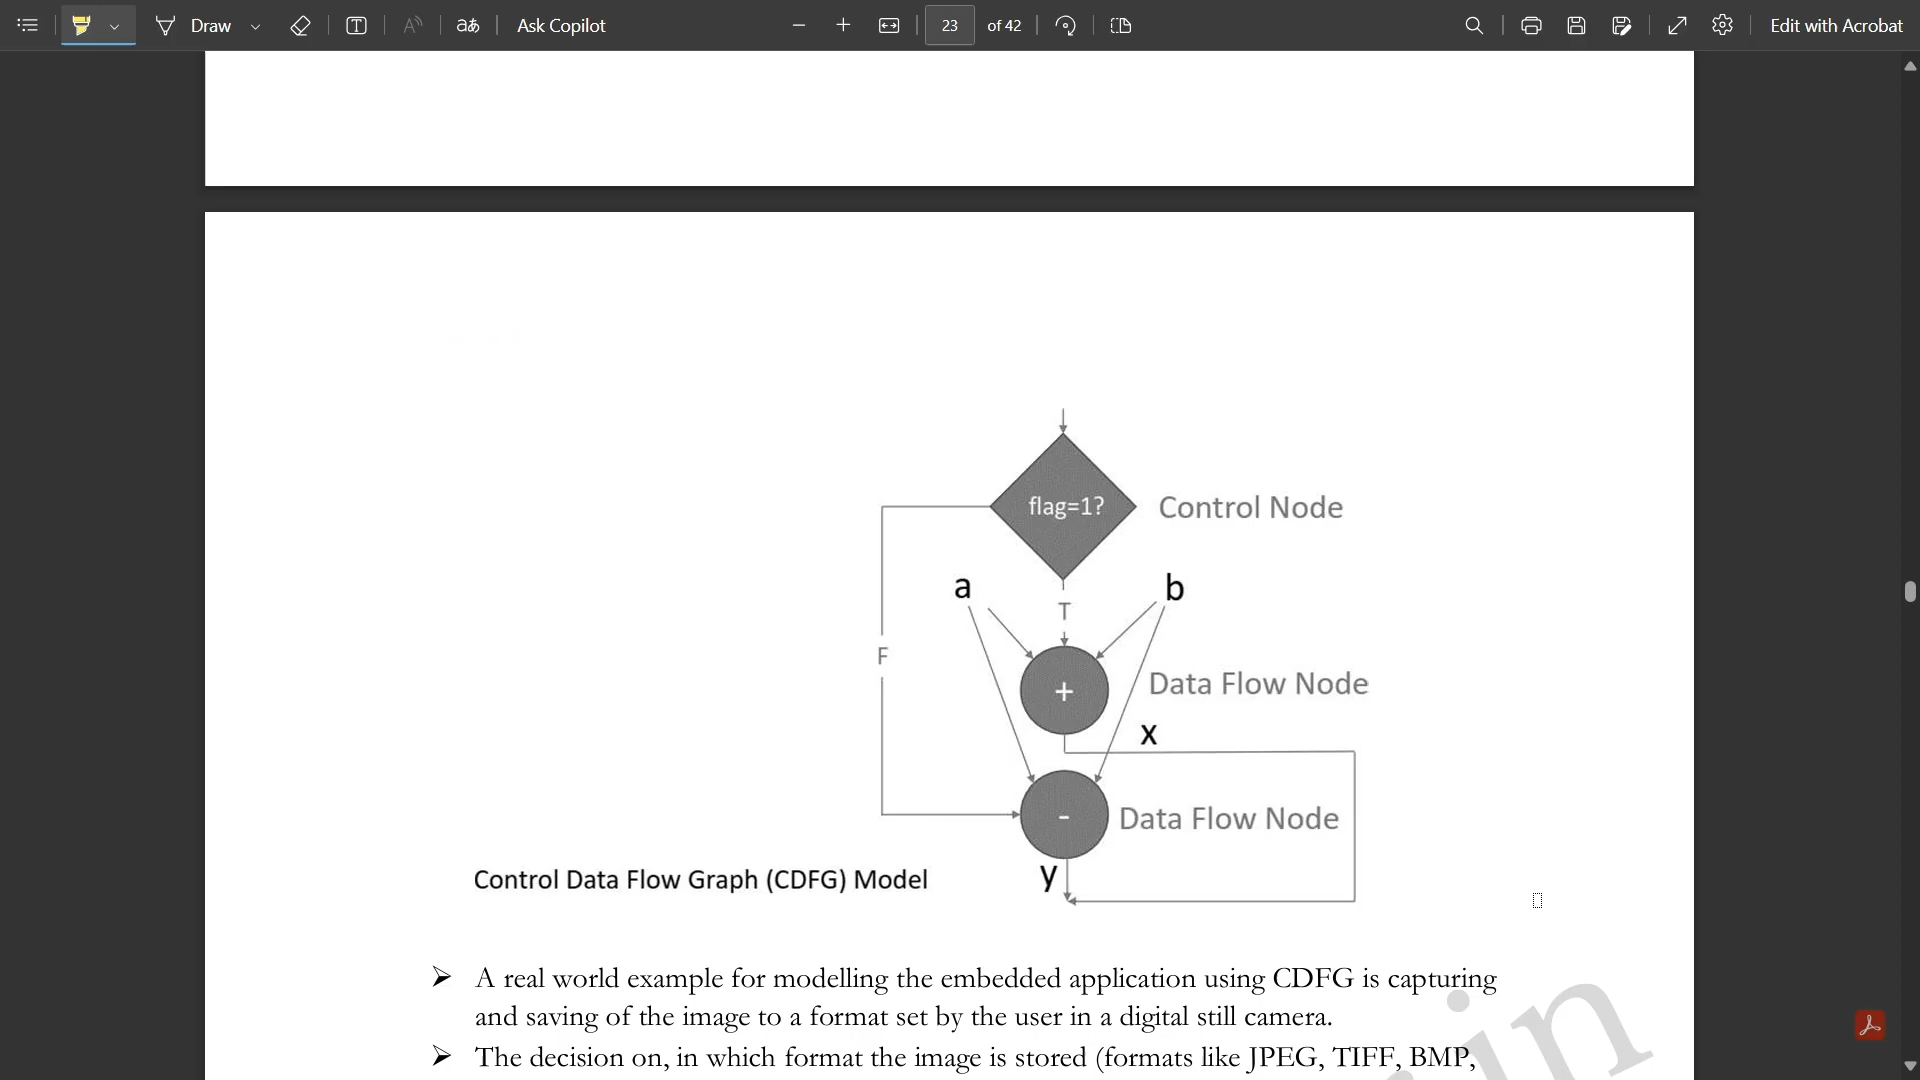 Draw
Ask Copilot
23 of 42
Edit with Acrobat
flag=1?
Control Node
a
b
T
F
+
Data Flow Node
x
-
Data Flow Node
y
Control Data Flow Graph (CDFG) Model
➢ A real world example for modelling the embedded application using CDFG is capturing
and saving of the image to a format set by the user in a digital still camera.
➢ The decision on, in which format the image is stored (formats like JPEG, TIFF, BMP,
in